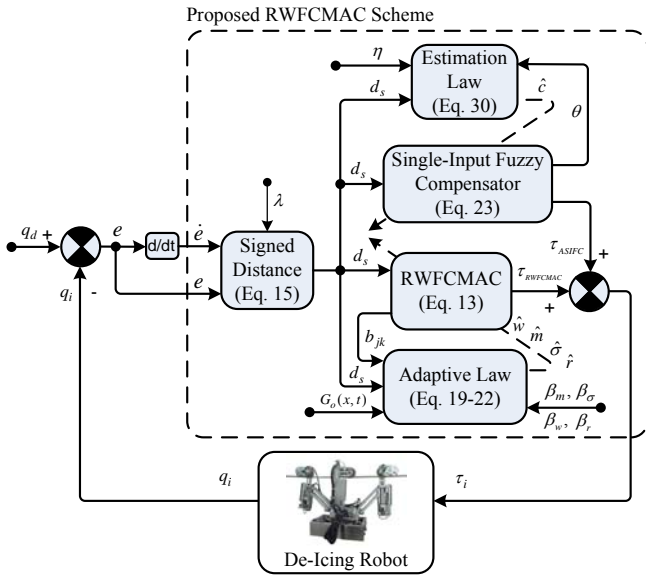 Proposed RWFCMAC Scheme
η
Estimation
Law
(Eq. 30)
d_s
ĉ
θ
Single-Input Fuzzy
Compensator
(Eq. 23)
d_s
λ
q_d +
e
d/dt
ė
Signed
Distance
(Eq. 15)
τ_ASIFC
+
q_i
-
e
d_s
RWFCMAC
(Eq. 13)
τ_RWFCMAC
+
ŵ m̂ σ̂ r̂
b_jk
d_s
Adaptive Law
(Eq. 19-22)
G_o(x,t)
β_m, β_σ
β_w, β_r
q_i
τ_i
De-Icing Robot